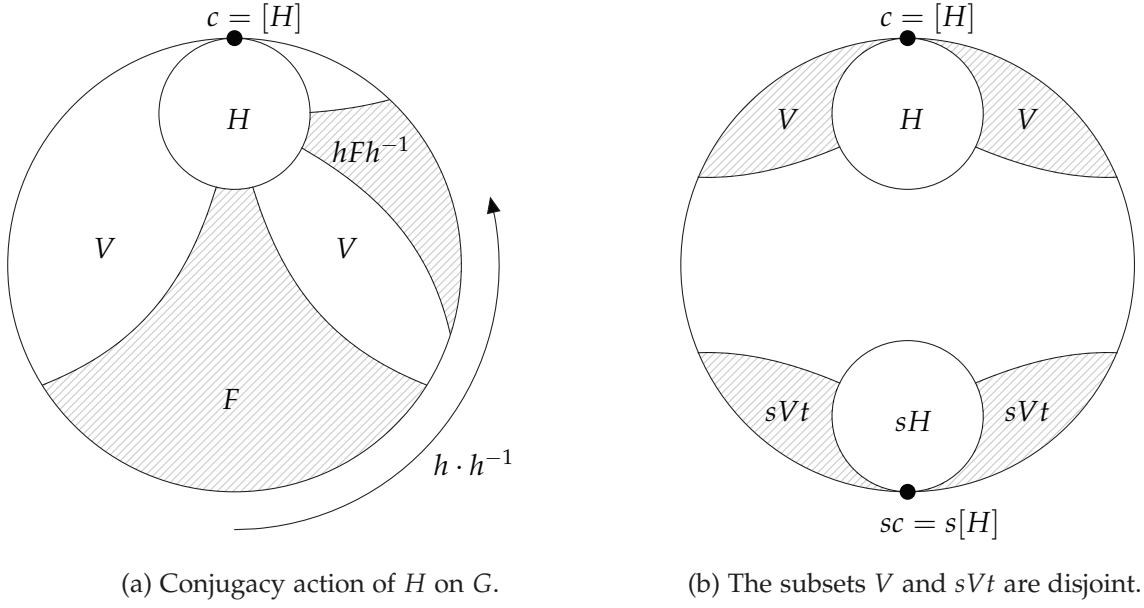 c = [H]
H
hFh⁻¹
V
V
F
h · h⁻¹
(a) Conjugacy action of H on G.
c = [H]
V
H
V
sVt
sH
sVt
sc = s[H]
(b) The subsets V and sVt are disjoint.